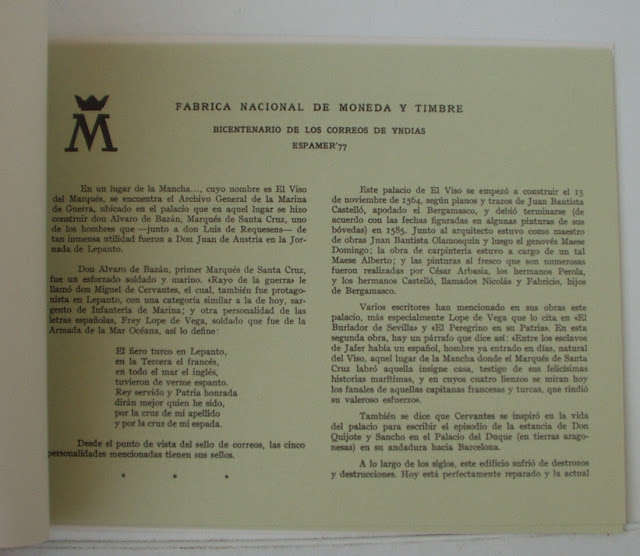 M
FABRICA NACIONAL DE MONEDA Y TIMBRE
BICENTENARIO DE LOS CORREOS DE YNDIAS
ESPAMER'77
En un lugar de la Mancha..., cuyo nombre es El Viso
del Marqués, se encuentra el Archivo General de la Marina
de Guerra, ubicado en el palacio que en aquel lugar se hizo
construir don Alvaro de Bazán, Marqués de Santa Cruz, uno
de los hombres que —junto a don Luis de Requesens— de
tan inmensa utilidad fueron a Don Juan de Austria en la Jor-
nada de Lepanto.
Don Alvaro de Bazán, primer Marqués de Santa Cruz,
fue un esforzado soldado y marino. «Rayo de la guerra» le
llamó don Miguel de Cervantes, el cual, también fue protago-
nista en Lepanto, con una categoría similar a la de hoy, sar-
gento de Infantería de Marina; y otra personalidad de las
letras españolas, Frey Lope de Vega, soldado que fue de la
Armada de la Mar Océana, así lo define:
El fiero turco en Lepanto,
en la Tercera el francés,
en todo el mar el inglés,
tuvieron de verme espanto.
Rey servido y Patria honrada
dirán mejor quien he sido,
por la cruz de mi apellido
y por la cruz de mi espada.
Desde el punto de vista del sello de correos, las cinco
personalidades mencionadas tienen sus sellos.
* * *
Este palacio de El Viso se empezó a construir el 15
de noviembre de 1564, según planos y trazos de Juan Bautista
Castelló, apodado el Bergamasco, y debió terminarse (de
acuerdo con las fechas figuradas en algunas pinturas de sus
bóvedas) en 1585. Junto al arquitecto estuvo como maestro
de obras Juan Bautista Olamosquín y luego el genovés Maese
Domingo; la obra de carpintería estuvo a cargo de un tal
Maese Alberto; y las pinturas al fresco que son numerosas
fueron realizadas por César Arbasia, los hermanos Perola,
y los hermanos Castelló, llamados Nicolás y Fabricio, hijos
de Bergamasco.
Varios escritores han mencionado en sus obras este
palacio, más especialmente Lope de Vega que lo cita en «El
Burlador de Sevilla» y «El Peregrino en su Patria». En esta
segunda obra, hay un párrafo que dice así: «Entre los esclavos
de Jafer había un español, hombre ya entrado en días, natural
del Viso, aquel lugar de la Mancha donde el Marqués de Santa
Cruz labró aquella insigne casa, testigo de sus felicísimas
historias marítimas, y en cuyos cuatro lienzos se miran hoy
los fanales de aquellas capitanas francesas y turcas, que rindió
su valeroso esfuerzo».
También se dice que Cervantes se inspiró en la vida
del palacio para escribir el episodio de la estancia de Don
Quijote y Sancho en el Palacio del Duque (en tierras arago-
nesas) en su andadura hacia Barcelona.
A lo largo de los siglos, este edificio sufrió de destrozos
y destrucciones. Hoy está perfectamente reparado y la actual